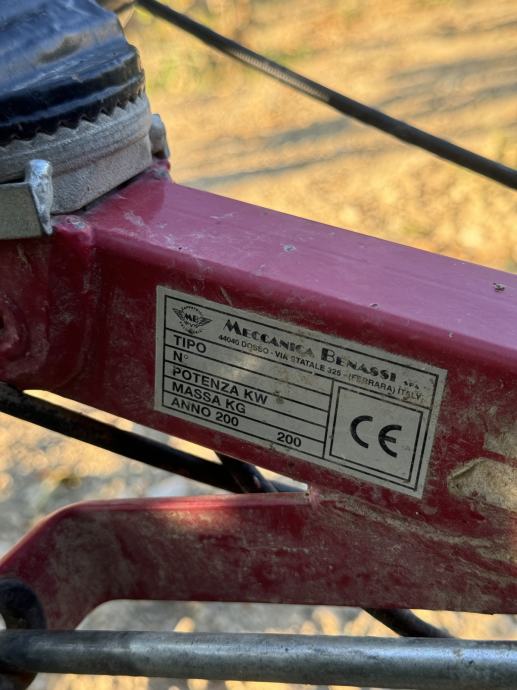 MB
MECCANICA BENASSI SPA
44040 DOSSO - VIA STATALE 325 - (FERRARA) ITALY
TIPO
N°
POTENZA KW
MASSA KG
ANNO 200 200
CE